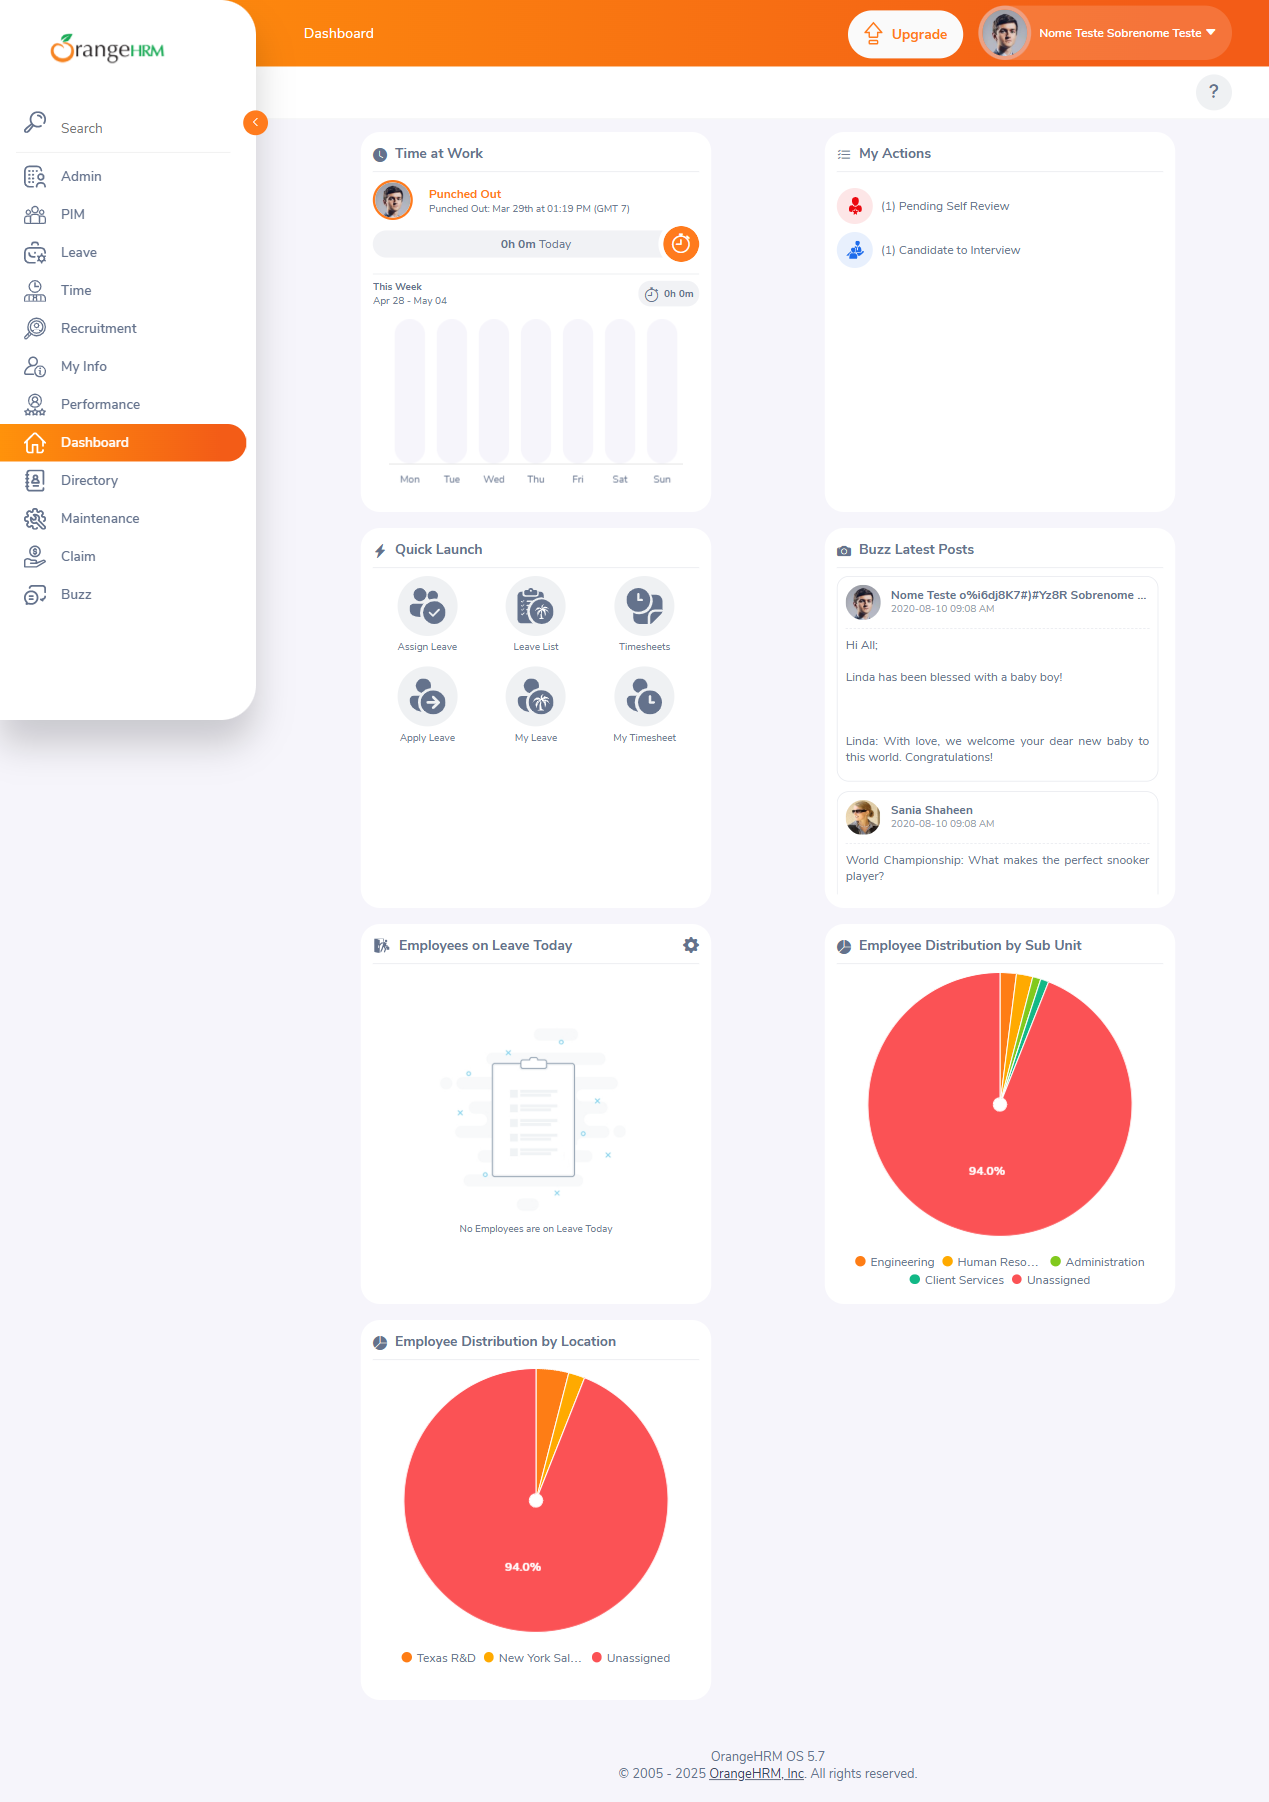 OrangeHRM
Search
Admin
PIM
Leave
Time
Recruitment
My Info
Performance
Dashboard
Directory
Maintenance
Claim
Buzz
Dashboard
Upgrade
Nome Teste Sobrenome Teste
?
Time at Work
Punched Out
Punched Out: Mar 29th at 01:19 PM (GMT 7)
0h 0m Today
This Week
Apr 28 - May 04
0h 0m
Mon Tue Wed Thu Fri Sat Sun
My Actions
(1) Pending Self Review
(1) Candidate to Interview
Quick Launch
Assign Leave
Leave List
Timesheets
Apply Leave
My Leave
My Timesheet
Buzz Latest Posts
Nome Teste o%i6dj8K7#)#Yz8R Sobrenome ...
2020-08-10 09:08 AM
Hi All;
Linda has been blessed with a baby boy!
Linda: With love, we welcome your dear new baby to
this world. Congratulations!
Sania Shaheen
2020-08-10 09:08 AM
World Championship: What makes the perfect snooker
player?
Employees on Leave Today
No Employees are on Leave Today
Employee Distribution by Sub Unit
94.0%
Engineering Human Reso... Administration
Client Services Unassigned
Employee Distribution by Location
94.0%
Texas R&D New York Sal... Unassigned
OrangeHRM OS 5.7
© 2005 - 2025 OrangeHRM, Inc. All rights reserved.